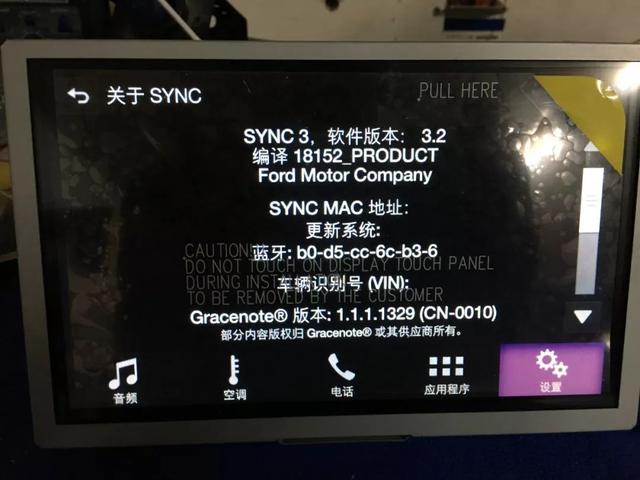 关于 SYNC
PULL HERE
SYNC 3，软件版本： 3.2
编译 18152_PRODUCT
Ford Motor Company
SYNC MAC 地址:
更新系统:
蓝牙: b0-d5-cc-6c-b3-6
CAUTION!
DO NOT TOUCH ON DISPLAY TOUCH PANEL
DURING
车辆识别号 (VIN):
TO BE REMOVED BY THE CUSTOMER
Gracenote® 版本: 1.1.1.1329 (CN-0010)
部分内容版权归 Gracenote® 或其供应商所有。
音频
空调
电话
应用程序
设置